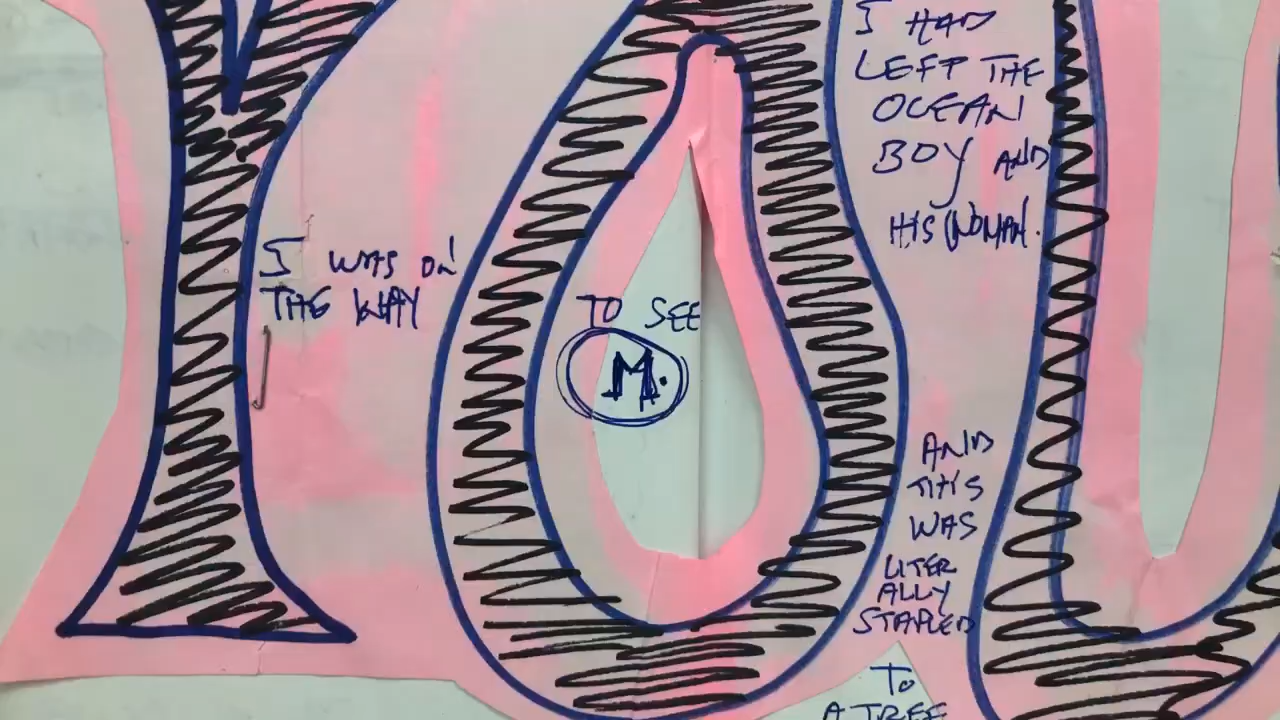 YOU
I WAS ON
THE WAY
TO SEE
M.
I HAD
LEFT THE
OCEAN
BOY AND
HIS WOMAN.
AND
THIS
WAS
LITER
ALLY
STAPLED
TO
A TREE